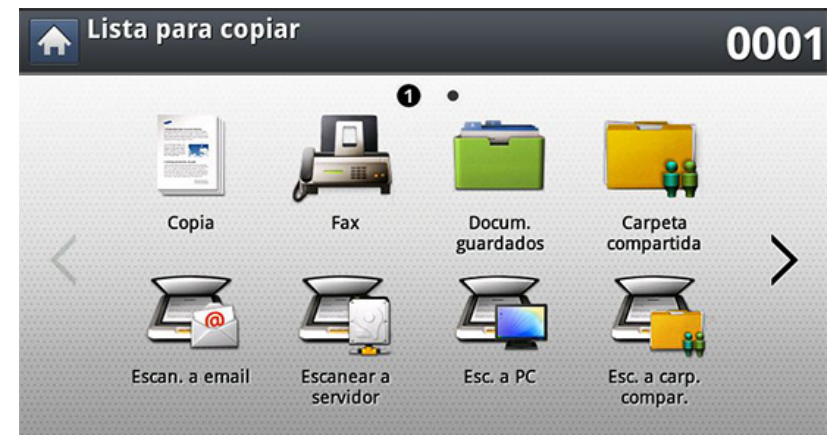 Lista para copiar
0001
1
Copia
Fax
Docum.
guardados
Carpeta
compartida
@
Escan. a email
Escanear a
servidor
Esc. a PC
Esc. a carp.
compar.